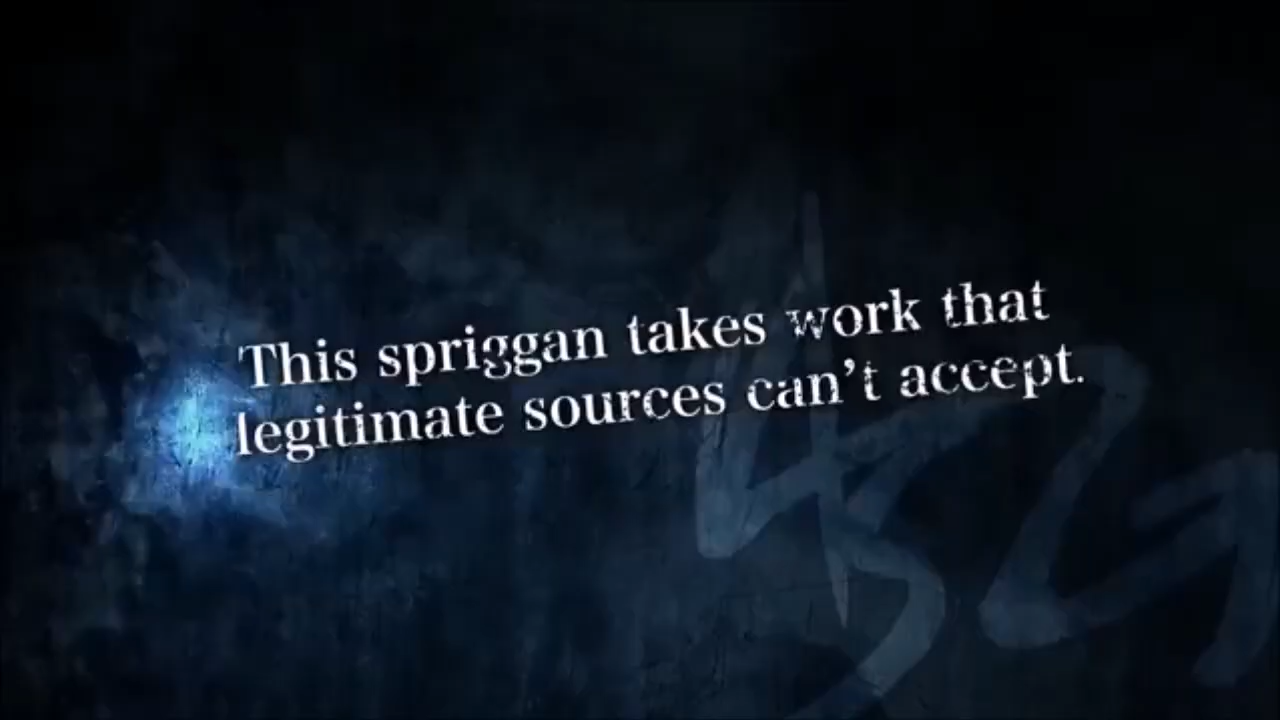 This spriggan takes work that
legitimate sources can't accept.